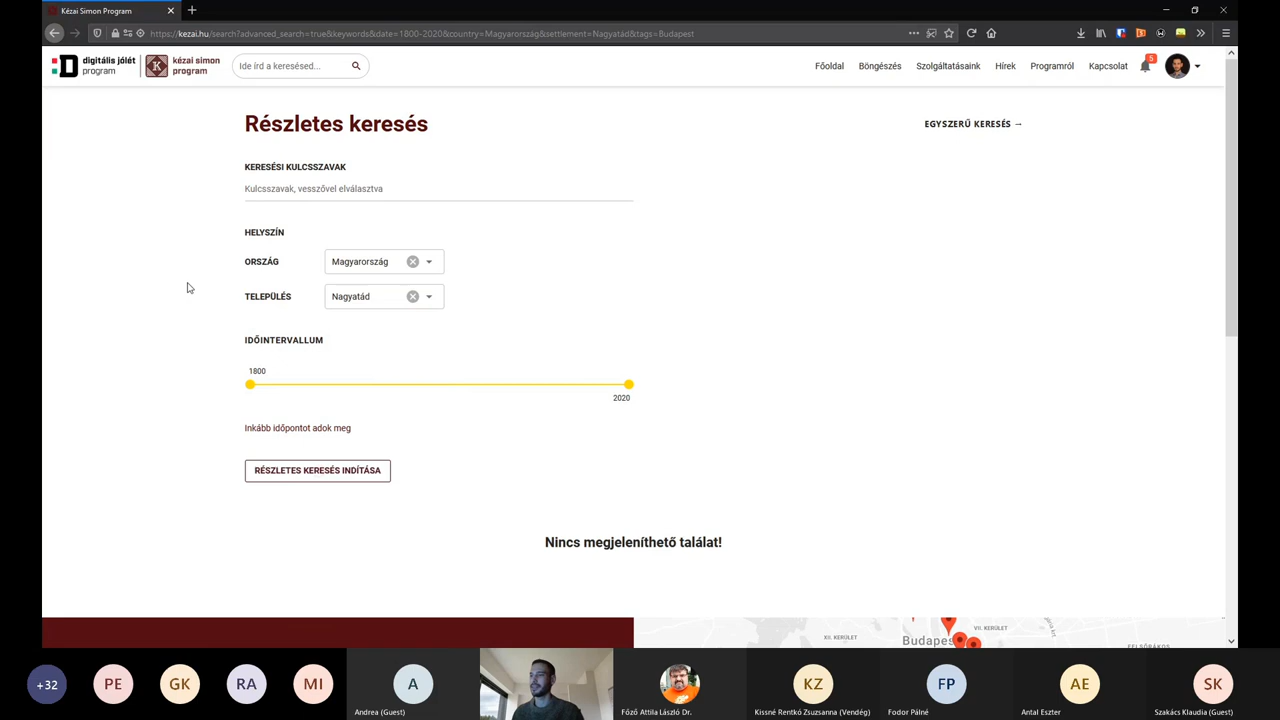 Kézai Simon Program
https://kezai.hu/search?advanced_search=true&keywords&date=1800-2020&country=Magyarország&settlement=Nagyatád&tags=Budapest
digitális jólét program
K
kézai simon program
Ide írd a keresésed...
Főoldal Böngészés Szolgáltatásaink Hírek Programról Kapcsolat 5
Részletes keresés
EGYSZERŰ KERESÉS →
KERESÉSI KULCSSZAVAK
Kulcsszavak, vesszővel elválasztva
HELYSZÍN
ORSZÁG Magyarország
TELEPÜLÉS Nagyatád
IDŐINTERVALLUM
1800
2020
Inkább időpontot adok meg
RÉSZLETES KERESÉS INDÍTÁSA
Nincs megjeleníthető találat!
VII. KERÜLET
XII. KERÜLET
Budapest
FELSŐRÁKOS
+32 PE GK RA MI A KZ FP AE SK
Andrea (Guest)
Főző Attila László Dr.
Kissné Rentkó Zsuzsanna (Vendég)
Fodor Pálné
Antal Eszter
Szakács Klaudia (Guest)